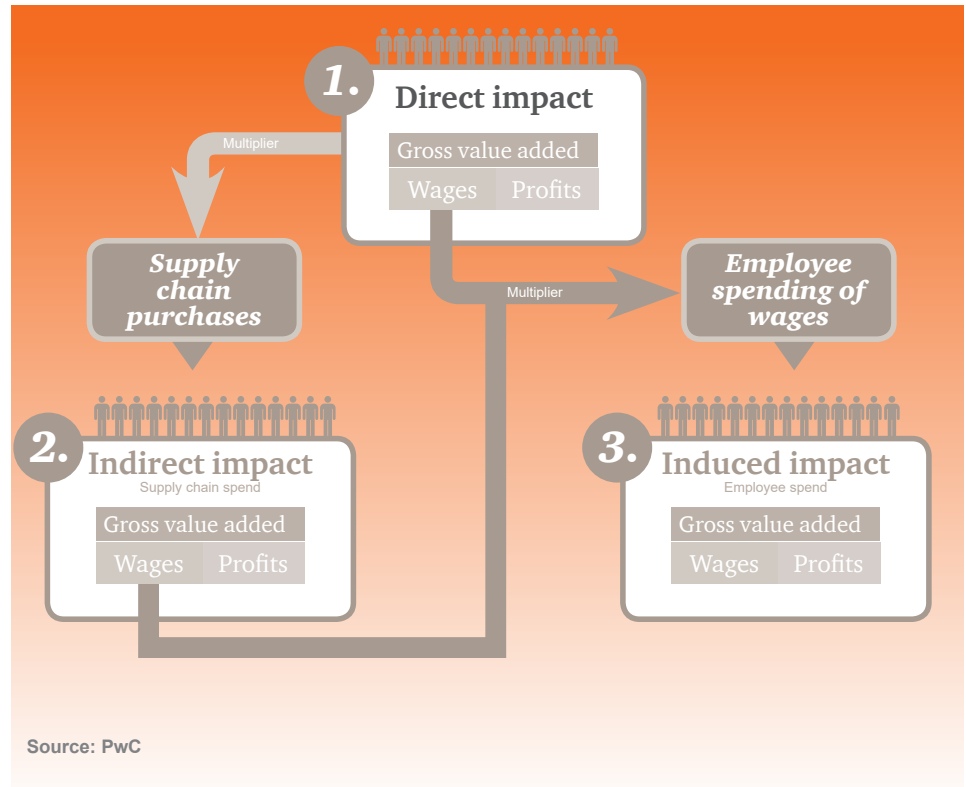 1.
Direct impact
Gross value added
Wages Profits
Multiplier
Supply
chain
purchases
Multiplier
Employee
spending of
wages
2.
Indirect impact
Supply chain spend
Gross value added
Wages Profits
3.
Induced impact
Employee spend
Gross value added
Wages Profits
Source: PwC